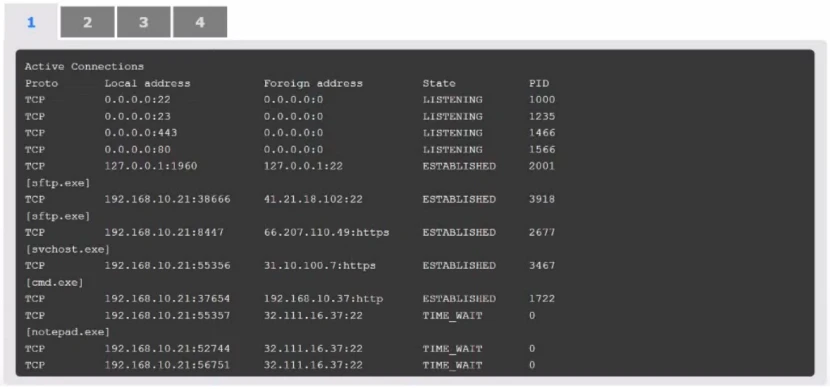 1 2 3 4
Active Connections
Proto Local address Foreign address State PID
TCP 0.0.0.0:22 0.0.0.0:0 LISTENING 1000
TCP 0.0.0.0:23 0.0.0.0:0 LISTENING 1235
TCP 0.0.0.0:443 0.0.0.0:0 LISTENING 1466
TCP 0.0.0.0:80 0.0.0.0:0 LISTENING 1566
TCP 127.0.0.1:1960 127.0.0.1:22 ESTABLISHED 2001
[sftp.exe]
TCP 192.168.10.21:38666 41.21.18.102:22 ESTABLISHED 3918
[sftp.exe]
TCP 192.168.10.21:8447 66.207.110.49:https ESTABLISHED 2677
[svchost.exe]
TCP 192.168.10.21:55356 31.10.100.7:https ESTABLISHED 3467
[cmd.exe]
TCP 192.168.10.21:37654 192.168.10.37:http ESTABLISHED 1722
TCP 192.168.10.21:55357 32.111.16.37:22 TIME_WAIT 0
[notepad.exe]
TCP 192.168.10.21:52744 32.111.16.37:22 TIME_WAIT 0
TCP 192.168.10.21:56751 32.111.16.37:22 TIME_WAIT 0